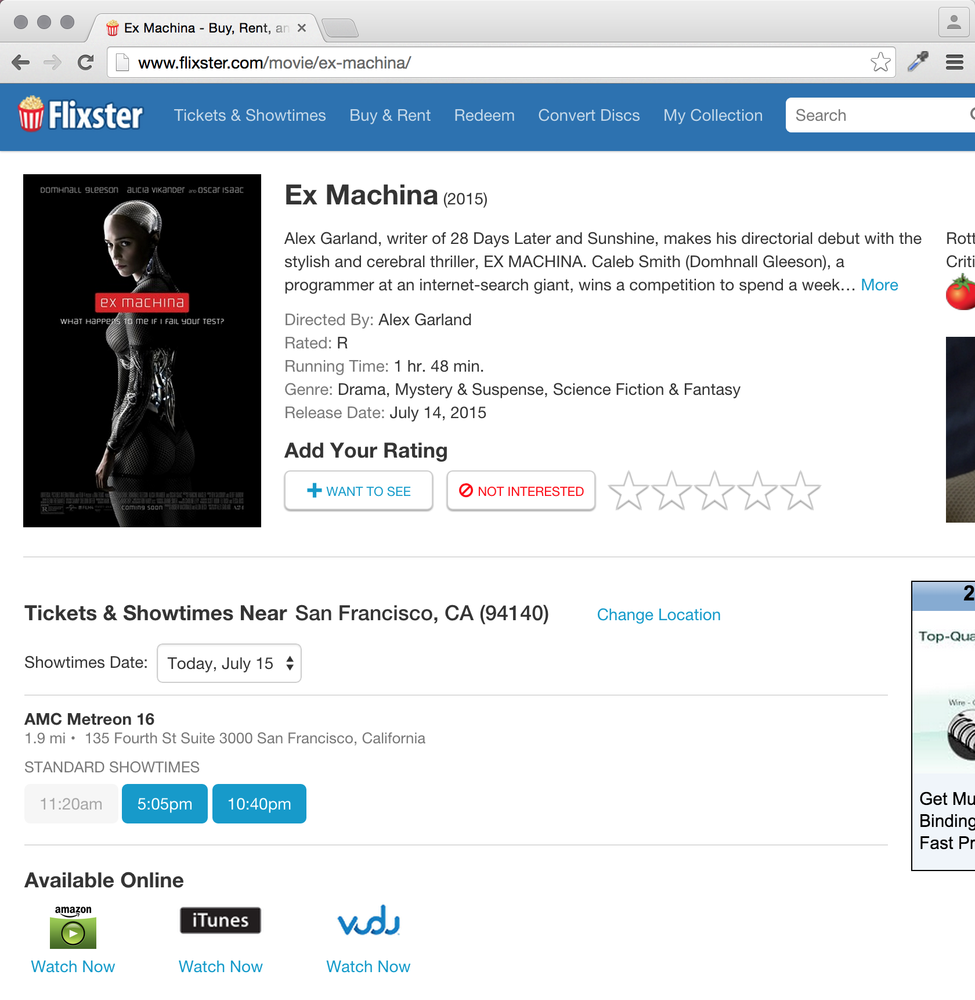 Ex Machina - Buy, Rent, an
www.flixster.com/movie/ex-machina/
Flixster
Tickets & Showtimes
Buy & Rent
Redeem
Convert Discs
My Collection
Search
DOMHNALL GLEESON ALICIA VIKANDER AND OSCAR ISAAC
EX MACHINA
WHAT HAPPENS TO ME IF I FAIL YOUR TEST?
COMING SOON
Ex Machina (2015)
Alex Garland, writer of 28 Days Later and Sunshine, makes his directorial debut with the
stylish and cerebral thriller, EX MACHINA. Caleb Smith (Domhnall Gleeson), a
programmer at an internet-search giant, wins a competition to spend a week… More
Directed By: Alex Garland
Rated: R
Running Time: 1 hr. 48 min.
Genre: Drama, Mystery & Suspense, Science Fiction & Fantasy
Release Date: July 14, 2015
Add Your Rating
WANT TO SEE
NOT INTERESTED
Rott
Criti
Tickets & Showtimes Near San Francisco, CA (94140)
Change Location
Showtimes Date: Today, July 15
AMC Metreon 16
1.9 mi • 135 Fourth St Suite 3000 San Francisco, California
STANDARD SHOWTIMES
11:20am
5:05pm
10:40pm
2
Top-Qua
Wire -
Get Mu
Binding
Fast Pr
Available Online
amazon
iTunes
vudu
Watch Now
Watch Now
Watch Now